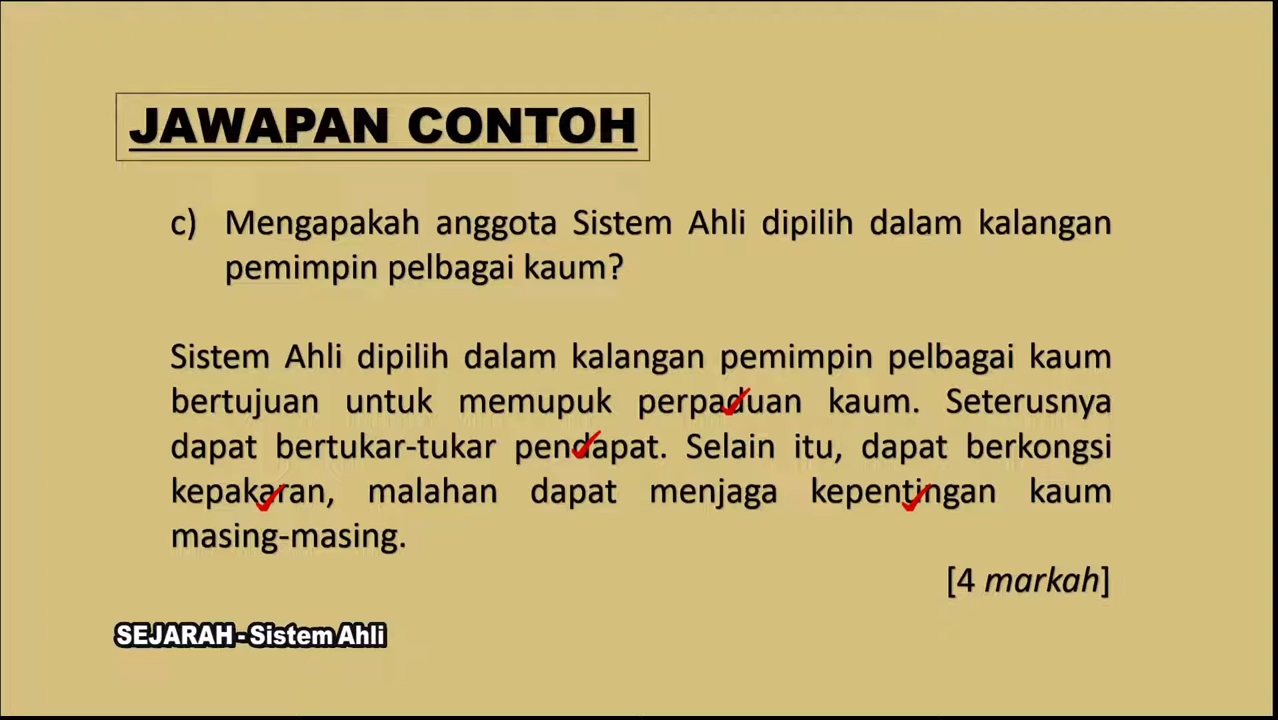 JAWAPAN CONTOH
c) Mengapakah anggota Sistem Ahli dipilih dalam kalangan
pemimpin pelbagai kaum?
Sistem Ahli dipilih dalam kalangan pemimpin pelbagai kaum
bertujuan untuk memupuk perpaduan kaum. Seterusnya
dapat bertukar-tukar pendapat. Selain itu, dapat berkongsi
kepakaran, malahan dapat menjaga kepentingan kaum
masing-masing.
[4 markah]
SEJARAH - Sistem Ahli